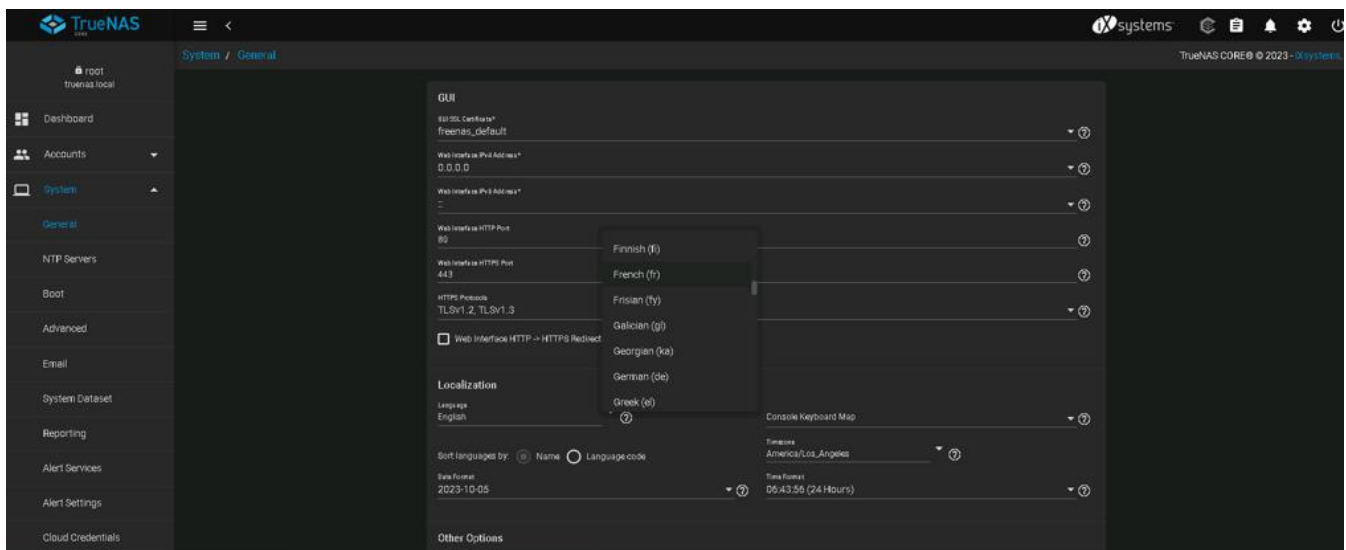 TrueNAS
CORE
iXsystems
System / General
TrueNAS CORE® © 2023 - iXsystems,
root
truenas.local
Dashboard
Accounts
System
General
NTP Servers
Boot
Advanced
Email
System Dataset
Reporting
Alert Services
Alert Settings
Cloud Credentials
GUI
GUI SSL Certificate*
freenas_default
Web Interface IPv4 Address*
0.0.0.0
Web Interface IPv6 Address*
::
Web Interface HTTP Port
80
Web Interface HTTPS Port
443
HTTPS Protocols
TLSv1.2, TLSv1.3
Web Interface HTTP -> HTTPS Redirect
Finnish (fi)
French (fr)
Frisian (fy)
Galician (gl)
Georgian (ka)
German (de)
Greek (el)
Localization
Language
English
Console Keyboard Map
Sort languages by: Name Language code
Timezone
America/Los_Angeles
Date Format
2023-10-05
Time Format
06:43:56 (24 Hours)
Other Options